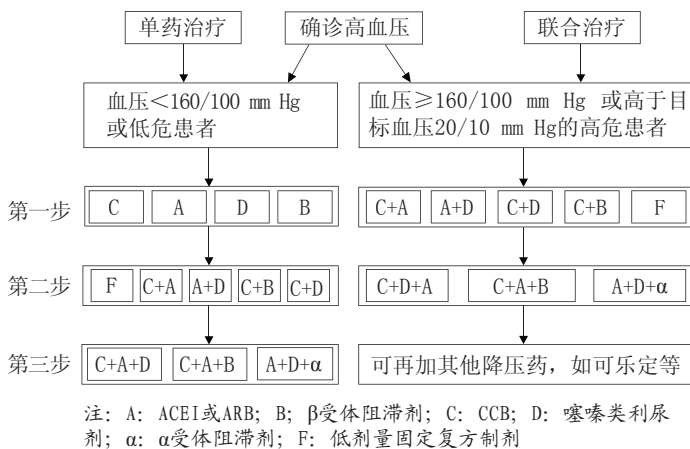 单药治疗 确诊高血压 联合治疗
血压＜160/100 mm Hg
或低危患者
血压≥160/100 mm Hg 或高于目
标血压20/10 mm Hg的高危患者
第一步 C A D B C+A A+D C+D C+B F
第二步 F C+A A+D C+B C+D C+D+A C+A+B A+D+α
第三步 C+A+D C+A+B A+D+α 可再加其他降压药，如可乐定等
注: A: ACEI或ARB; B; β受体阻滞剂; C: CCB; D: 噻嗪类利尿
剂; α: α受体阻滞剂; F: 低剂量固定复方制剂